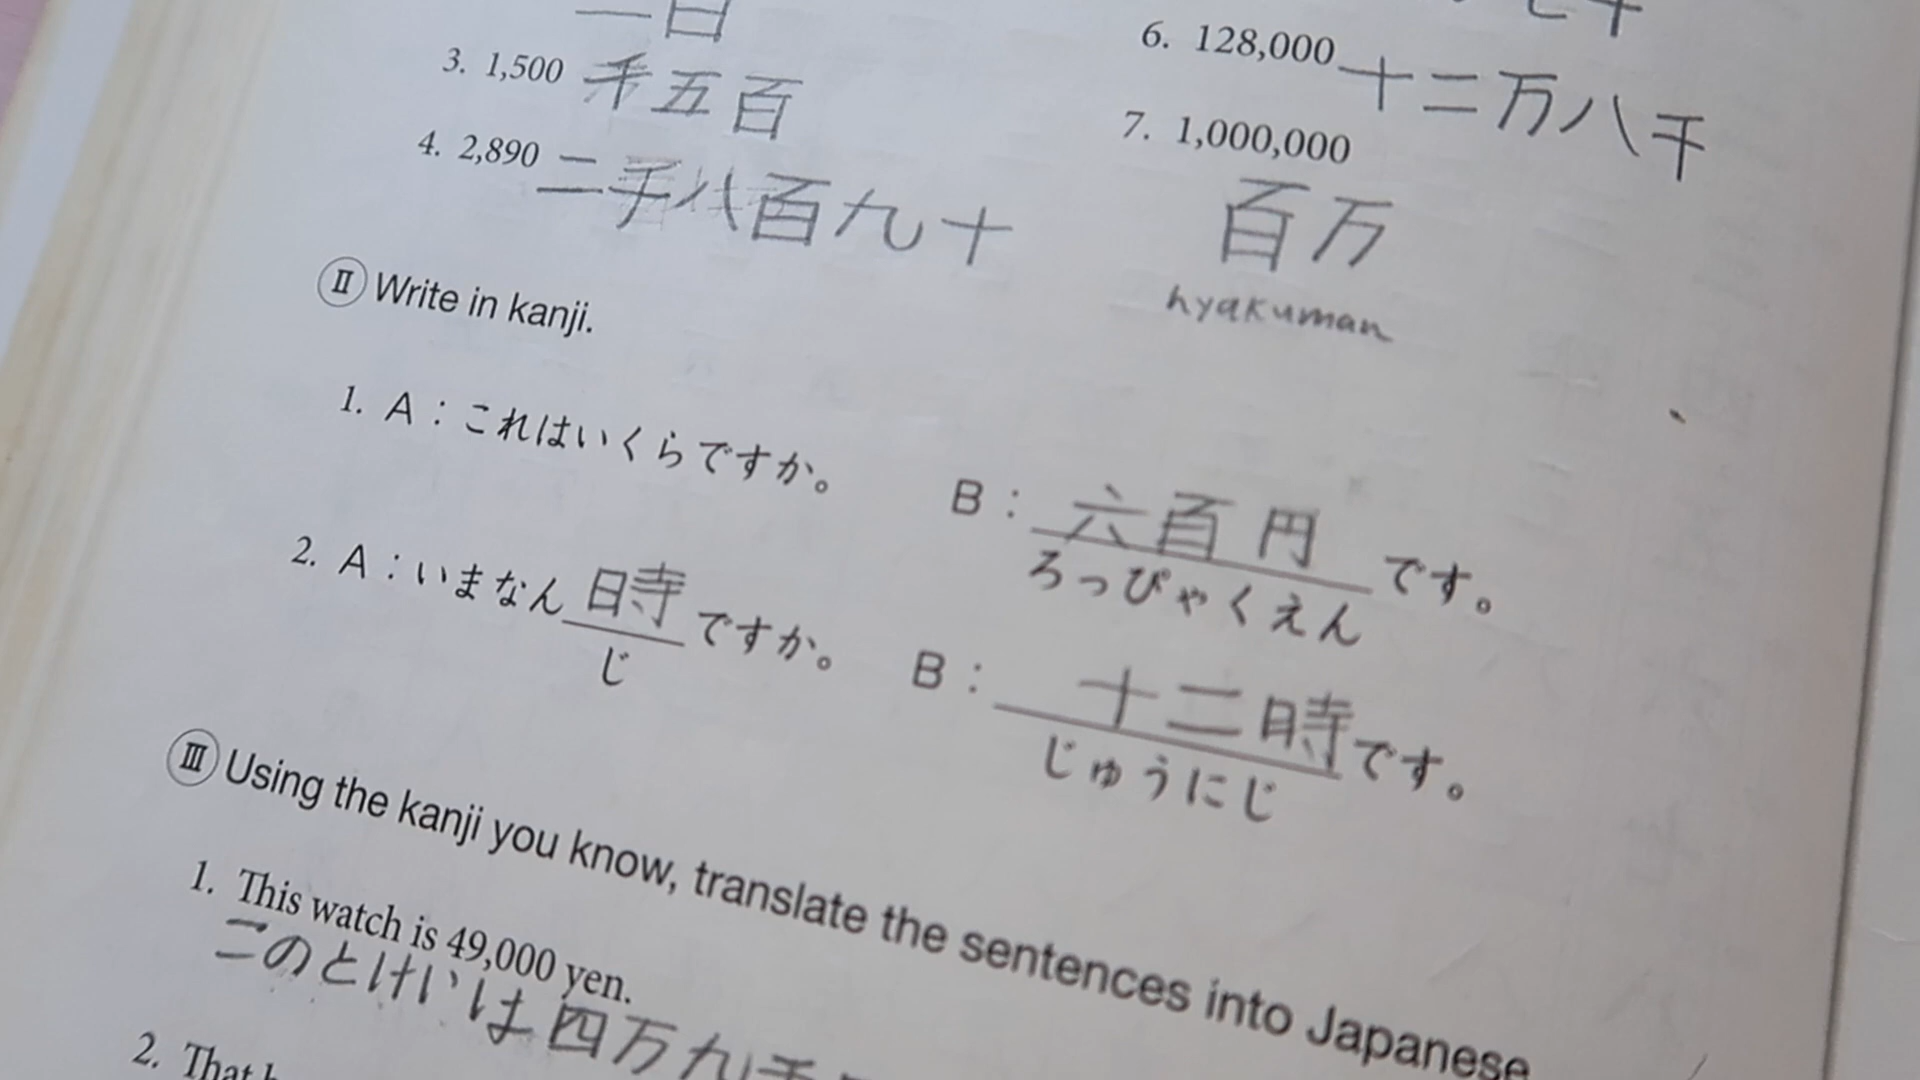 3. 1,500 千五百
4. 2,890 二千八百九十
6. 128,000 十二万八千
7. 1,000,000
百万
hyakuman
Ⅱ Write in kanji.
1. A：これはいくらですか。
B：六百円です。
ろっぴゃくえん
2. A：いまなん時ですか。
じ
B：十二時です。
じゅうにじ
Ⅲ Using the kanji you know, translate the sentences into Japanese
1. This watch is 49,000 yen.
このとけいは四万九千
2. That